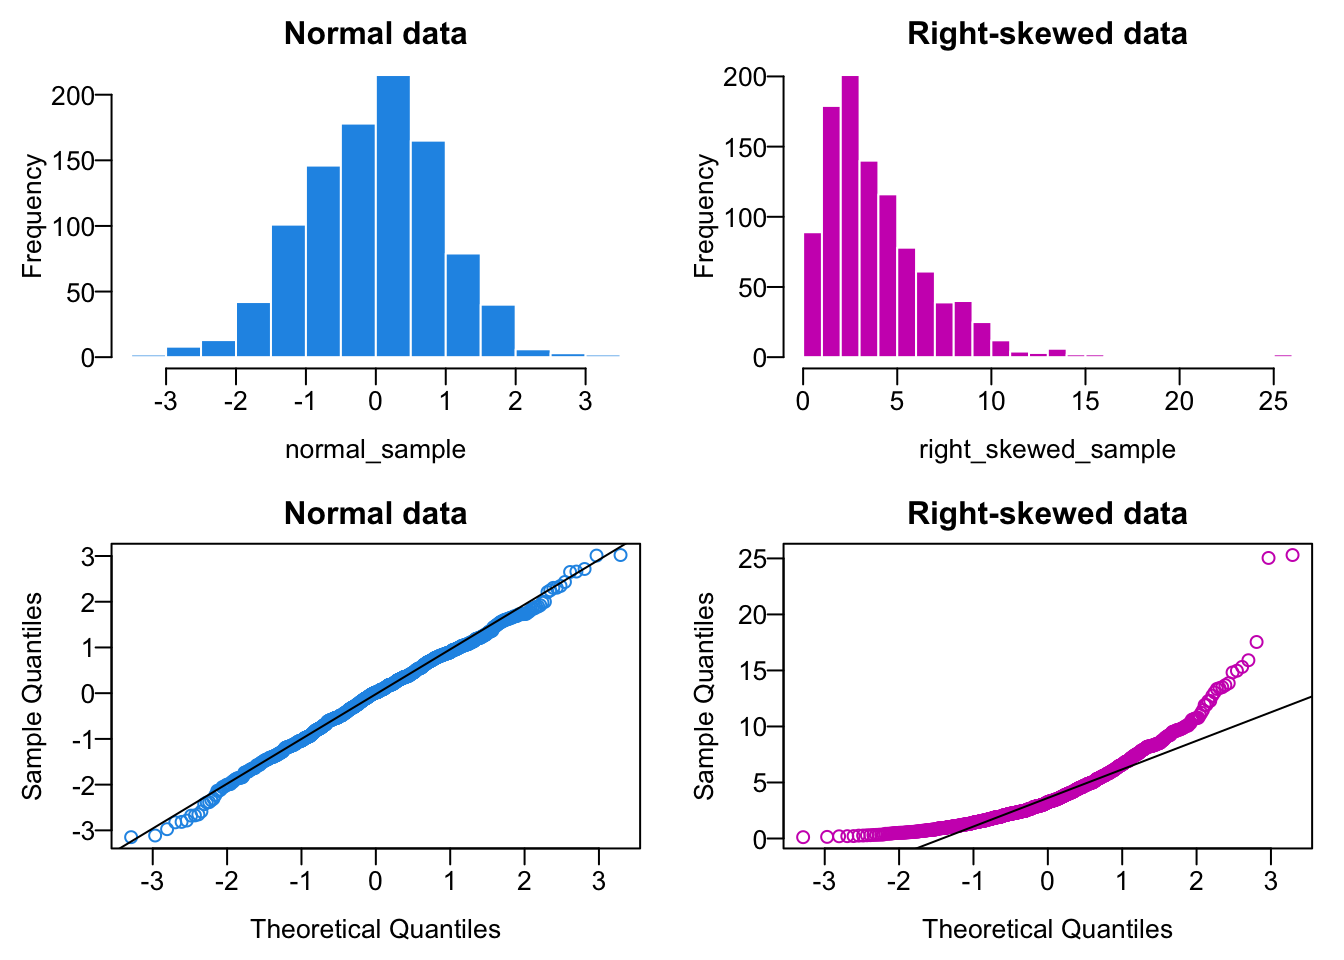 Normal data
Frequency
200
150
100
50
0
-3 -2 -1 0 1 2 3
normal_sample
Right-skewed data
Frequency
200
150
100
50
0
0 5 10 15 20 25
right_skewed_sample
Normal data
Sample Quantiles
3
2
1
0
-1
-2
-3
-3 -2 -1 0 1 2 3
Theoretical Quantiles
Right-skewed data
Sample Quantiles
25
20
15
10
5
0
-3 -2 -1 0 1 2 3
Theoretical Quantiles